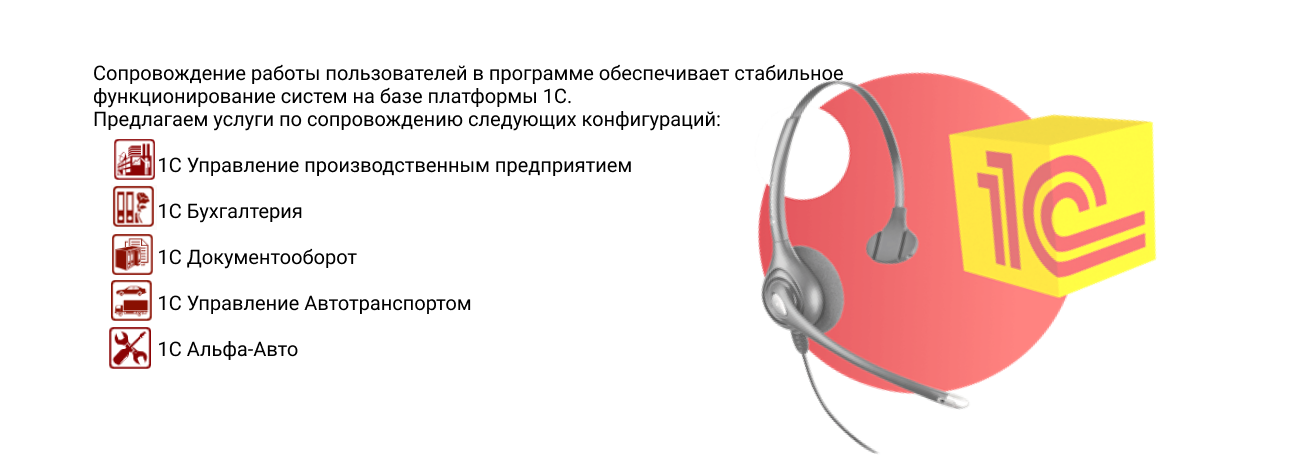 Сопровождение работы пользователей в программе обеспечивает стабильное
функционирование систем на базе платформы 1С.
Предлагаем услуги по сопровождению следующих конфигураций:
1С Управление производственным предприятием
1С Бухгалтерия
1С Документооборот
1С Управление Автотранспортом
1С Альфа-Авто
1С